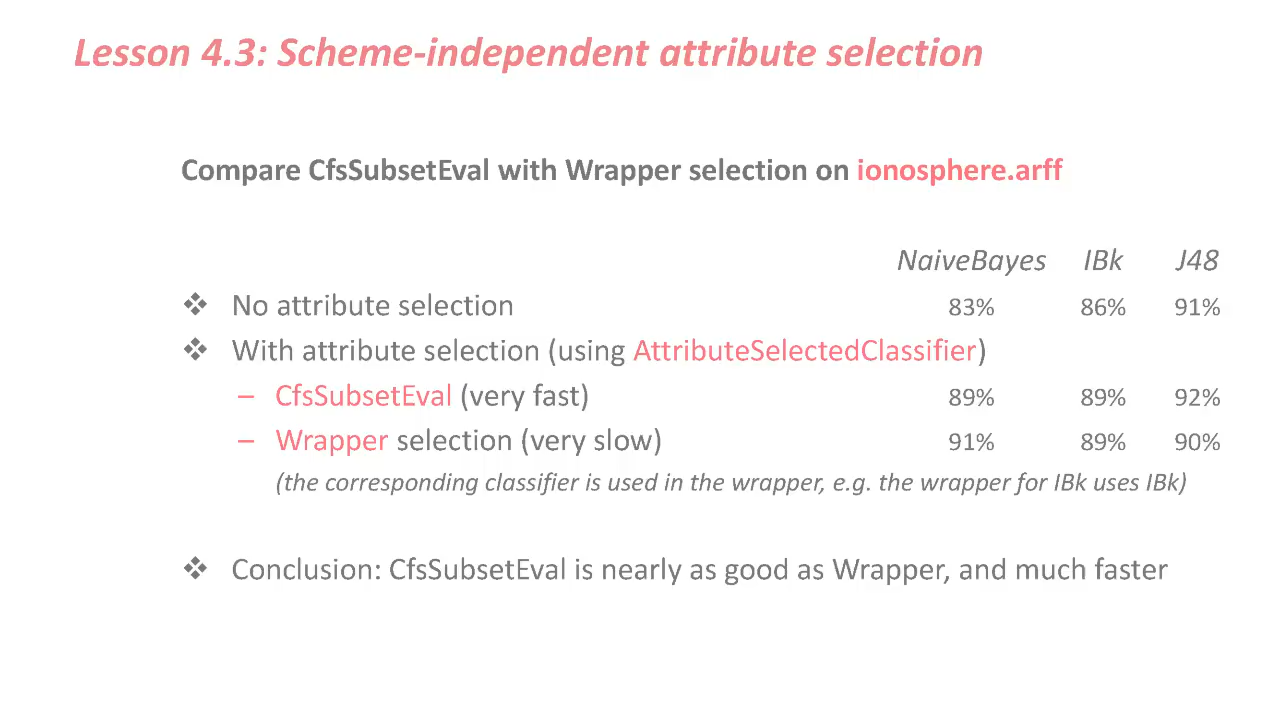 Lesson 4.3: Scheme-independent attribute selection
Compare CfsSubsetEval with Wrapper selection on ionosphere.arff
NaiveBayes IBk J48
❖ No attribute selection 83% 86% 91%
❖ With attribute selection (using AttributeSelectedClassifier)
– CfsSubsetEval (very fast) 89% 89% 92%
– Wrapper selection (very slow) 91% 89% 90%
(the corresponding classifier is used in the wrapper, e.g. the wrapper for IBk uses IBk)
❖ Conclusion: CfsSubsetEval is nearly as good as Wrapper, and much faster